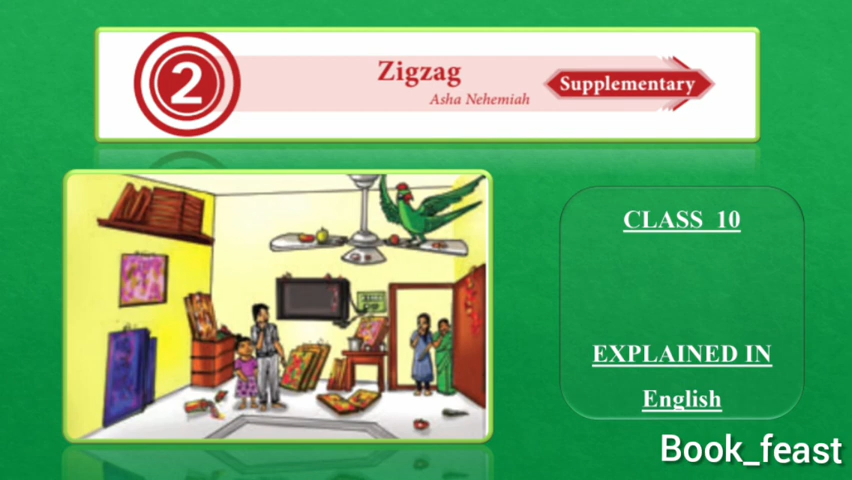 2
Zigzag
Asha Nehemiah
Supplementary
CLASS 10
EXPLAINED IN
English
Book_feast